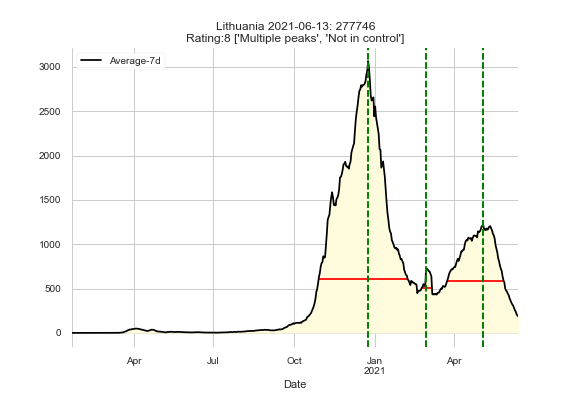 Lithuania 2021-06-13: 277746
Rating:8 ['Multiple peaks', 'Not in control']
Average-7d
3000
2500
2000
1500
1000
500
0
Apr Jul Oct Jan Apr
2021
Date